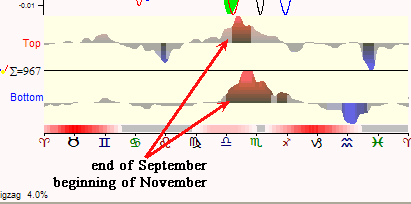 -0.01
Top
Σ=967
Bottom
♈ ♉ ♊ ♋ ♌ ♍ ♎ ♏ ♐ ♑ ♒ ♓ ♈
end of September
beginning of November
igzag 4.0%